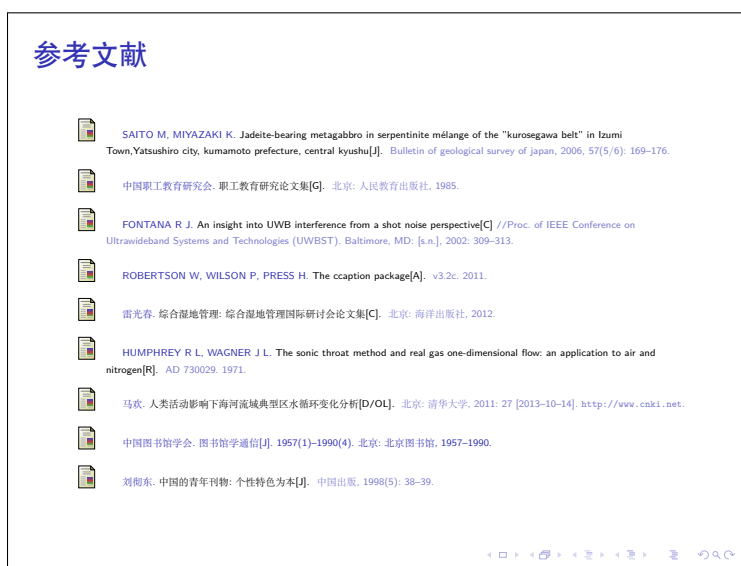 参考文献
SAITO M, MIYAZAKI K. Jadeite-bearing metagabbro in serpentinite mélange of the "kurosegawa belt" in Izumi
Town,Yatsushiro city, kumamoto prefecture, central kyushu[J]. Bulletin of geological survey of japan, 2006, 57(5/6): 169–176.
中国职工教育研究会. 职工教育研究论文集[G]. 北京: 人民教育出版社, 1985.
FONTANA R J. An insight into UWB interference from a shot noise perspective[C] //Proc. of IEEE Conference on
Ultrawideband Systems and Technologies (UWBST). Baltimore, MD: [s.n.], 2002: 309–313.
ROBERTSON W, WILSON P, PRESS H. The ccaption package[A]. v3.2c. 2011.
雷光春. 综合湿地管理: 综合湿地管理国际研讨会论文集[C]. 北京: 海洋出版社, 2012.
HUMPHREY R L, WAGNER J L. The sonic throat method and real gas one-dimensional flow: an application to air and
nitrogen[R]. AD 730029. 1971.
马欢. 人类活动影响下海河流域典型区水循环变化分析[D/OL]. 北京: 清华大学, 2011: 27 [2013–10–14]. http://www.cnki.net.
中国图书馆学会. 图书馆学通信[J]. 1957(1)–1990(4). 北京: 北京图书馆, 1957–1990.
刘彻东. 中国的青年刊物: 个性特色为本[J]. 中国出版, 1998(5): 38–39.